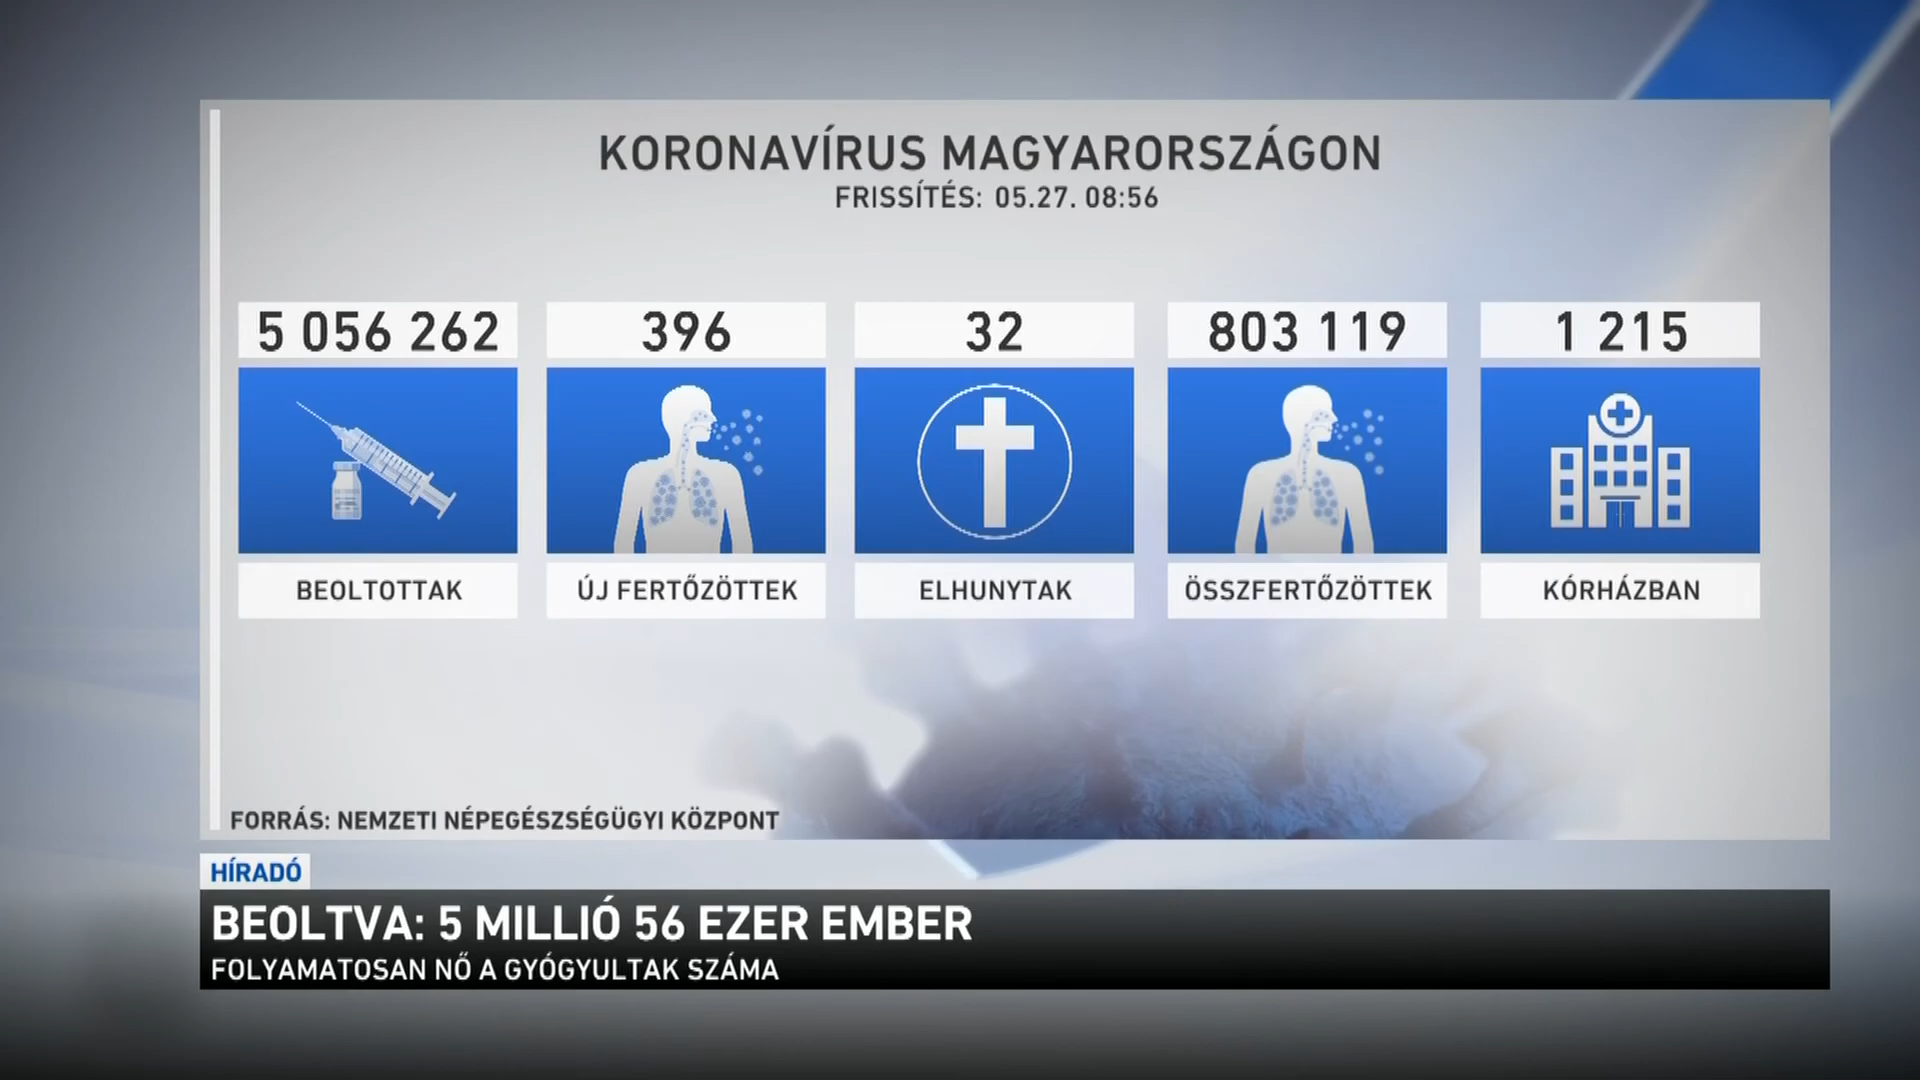 KORONAVÍRUS MAGYARORSZÁGON
FRISSÍTÉS: 05.27. 08:56
5 056 262
396
32
803 119
1 215
BEOLTOTTAK
ÚJ FERTŐZÖTTEK
ELHUNYTAK
ÖSSZFERTŐZÖTTEK
KÓRHÁZBAN
FORRÁS: NEMZETI NÉPEGÉSZSÉGÜGYI KÖZPONT
HÍRADÓ
BEOLTVA: 5 MILLIÓ 56 EZER EMBER
FOLYAMATOSAN NŐ A GYÓGYULTAK SZÁMA